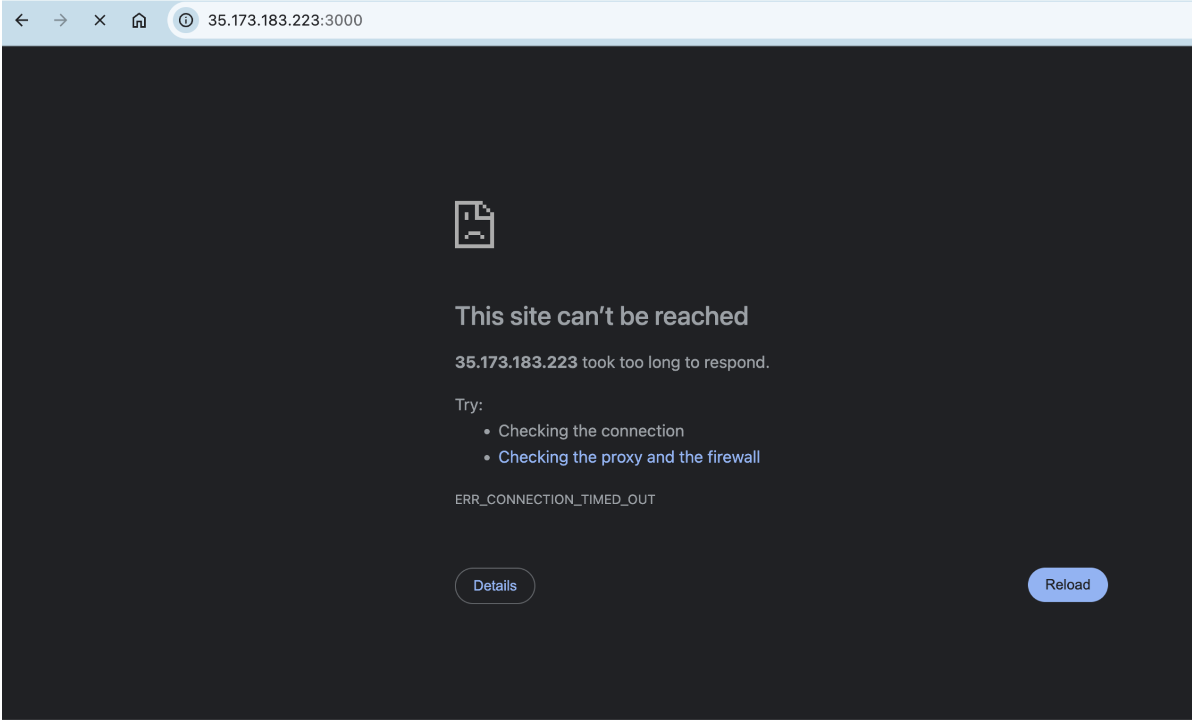 35.173.183.223:3000
This site can’t be reached
35.173.183.223 took too long to respond.
Try:
• Checking the connection
• Checking the proxy and the firewall
ERR_CONNECTION_TIMED_OUT
Details
Reload